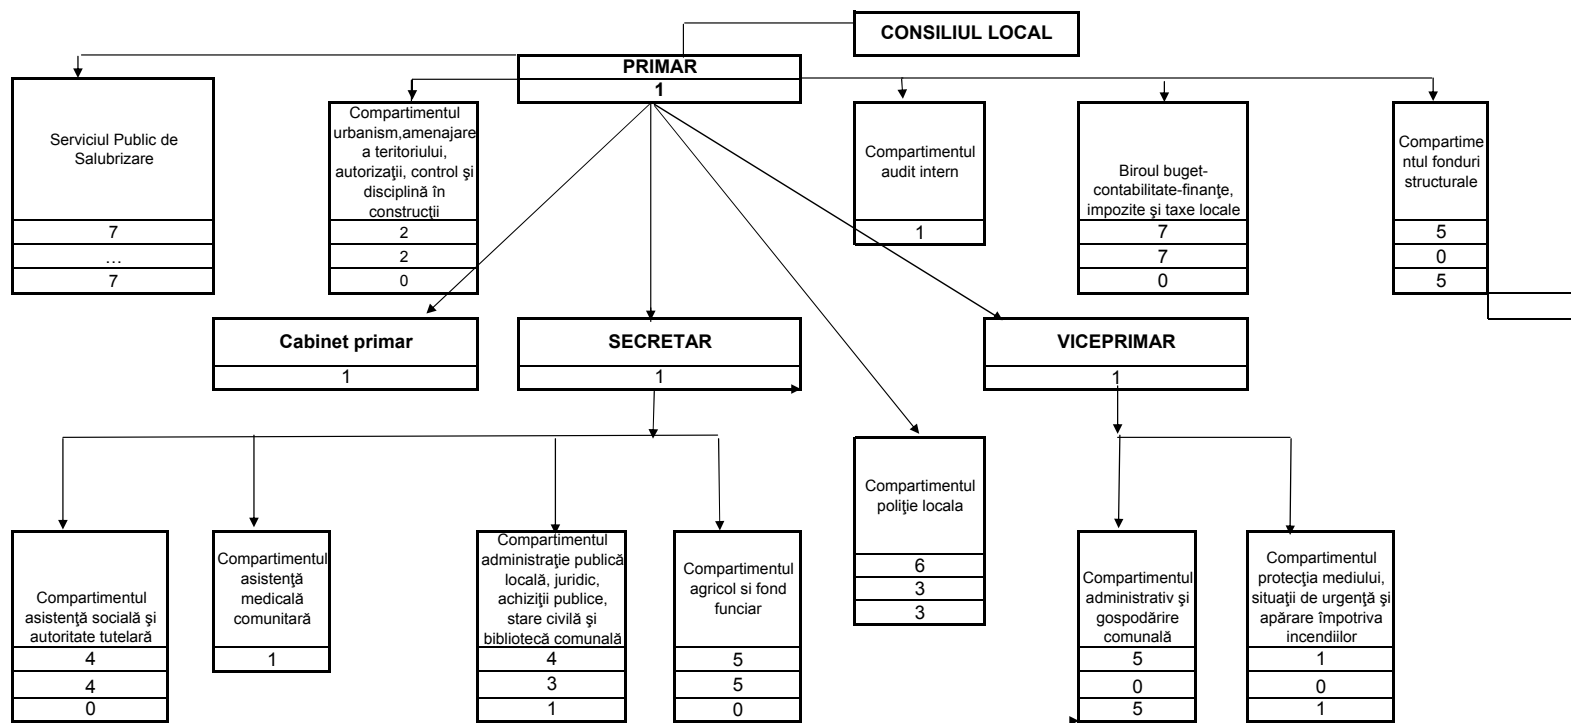 CONSILIUL LOCAL
PRIMAR
1
Serviciul Public de
Salubrizare
7
…
7
Compartimentul
urbanism,amenajare
a teritoriului,
autorizaţii, control şi
disciplină în
construcţii
2
2
0
Compartimentul
audit intern
1
Biroul buget-
contabilitate-finanţe,
impozite şi taxe locale
7
7
0
Compartime
ntul fonduri
structurale
5
0
5
Cabinet primar
1
SECRETAR
1
VICEPRIMAR
1
Compartimentul
asistenţă socială şi
autoritate tutelară
4
4
0
Compartimentul
asistenţă
medicală
comunitară
1
Compartimentul
administraţie publică
locală, juridic,
achiziţii publice,
stare civilă şi
bibliotecă comunală
4
3
1
Compartimentul
agricol si fond
funciar
5
5
0
Compartimentul
poliţie locala
6
3
3
Compartimentul
administrativ şi
gospodărire
comunală
5
0
5
Compartimentul
protecţia mediului,
situaţii de urgenţă şi
apărare împotriva
incendiilor
1
0
1